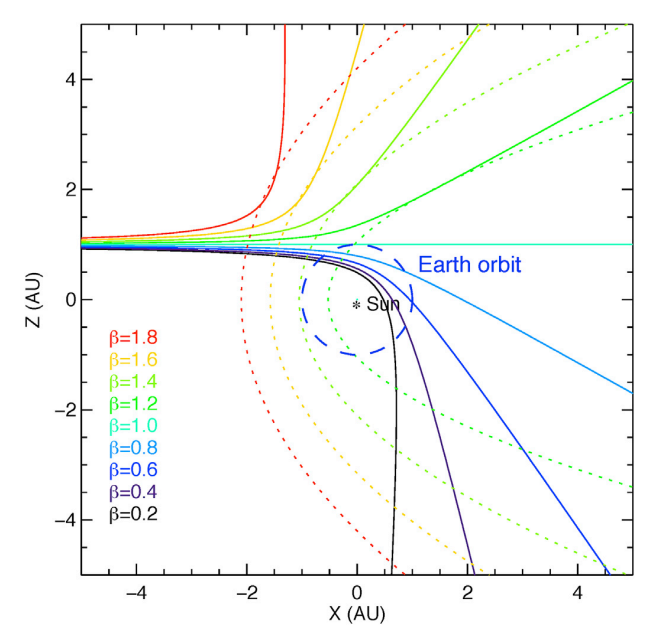 4
2
0
−2
−4
Z (AU)
Earth orbit
* Sun
β=1.8
β=1.6
β=1.4
β=1.2
β=1.0
β=0.8
β=0.6
β=0.4
β=0.2
−4 −2 0 2 4
X (AU)